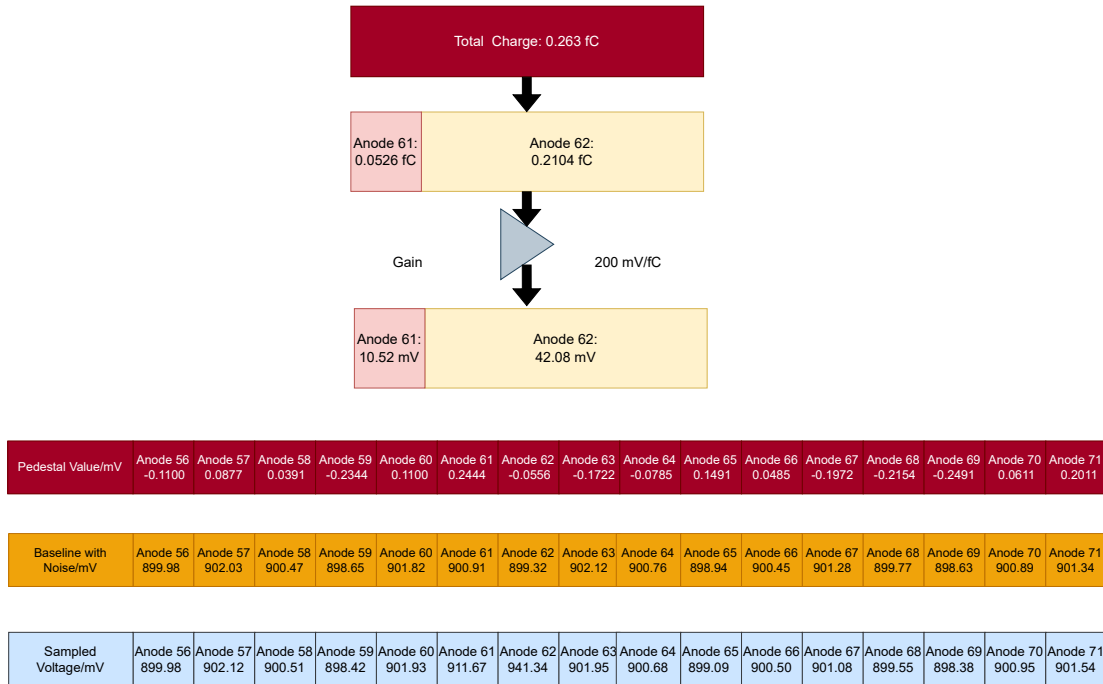 Total Charge: 0.263 fC
Anode 61:
0.0526 fC
Anode 62:
0.2104 fC
Gain
200 mV/fC
Anode 61:
10.52 mV
Anode 62:
42.08 mV
Pedestal Value/mV
Anode 56
-0.1100
Anode 57
0.0877
Anode 58
0.0391
Anode 59
-0.2344
Anode 60
0.1100
Anode 61
0.2444
Anode 62
-0.0556
Anode 63
-0.1722
Anode 64
-0.0785
Anode 65
0.1491
Anode 66
0.0485
Anode 67
-0.1972
Anode 68
-0.2154
Anode 69
-0.2491
Anode 70
0.0611
Anode 71
0.2011
Baseline with
Noise/mV
Anode 56
899.98
Anode 57
902.03
Anode 58
900.47
Anode 59
898.65
Anode 60
901.82
Anode 61
900.91
Anode 62
899.32
Anode 63
902.12
Anode 64
900.76
Anode 65
898.94
Anode 66
900.45
Anode 67
901.28
Anode 68
899.77
Anode 69
898.63
Anode 70
900.89
Anode 71
901.34
Sampled
Voltage/mV
Anode 56
899.98
Anode 57
902.12
Anode 58
900.51
Anode 59
898.42
Anode 60
901.93
Anode 61
911.67
Anode 62
941.34
Anode 63
901.95
Anode 64
900.68
Anode 65
899.09
Anode 66
900.50
Anode 67
901.08
Anode 68
899.55
Anode 69
898.38
Anode 70
900.95
Anode 71
901.54